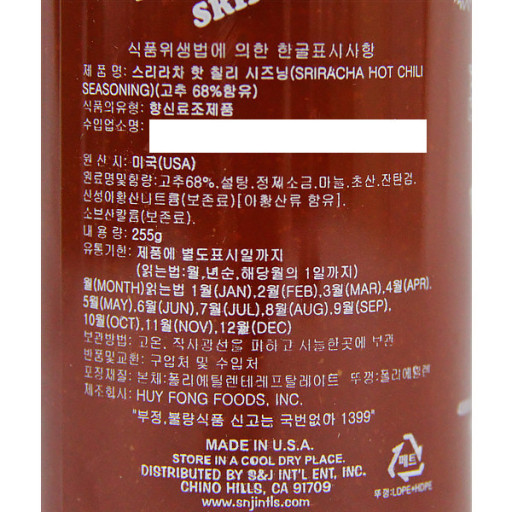 식품위생법에 의한 한글표시사항
제 품 명: 스리라차 핫 칠리 시즈닝(SRIRACHA HOT CHILI
SEASONING)(고추 68%함유)
식품의유형: 향신료조제품
수입업소명:
원 산 지: 미국(USA)
원료명및함량:고추68%,설탕,정제소금,마늘,초산,잔탄검,
산성아황산나트륨(보존료)[아황산류 함유],
소브산칼륨(보존료)
내 용 량: 255g
유통기한: 제품에 별도표시일까지
(읽는법:월,년순,해당월의 1일까지)
월(MONTH)읽는법 1월(JAN),2월(FEB),3월(MAR),4월(APR),
5월(MAY),6월(JUN),7월(JUL),8월(AUG),9월(SEP),
10월(OCT),11월(NOV),12월(DEC)
보관방법: 고온, 직사광선을 피하고 서늘한곳에 보관
반품및교환: 구입처 및 수입처
포장재질: 본체:폴리에틸렌테레프탈레이트 뚜껑:폴리에틸렌
제조회사: HUY FONG FOODS, INC.
"부정,불량식품 신고는 국번없아 1399"
MADE IN U.S.A.
STORE IN A COOL DRY PLACE.
DISTRIBUTED BY S&J INT'L ENT, INC.
CHINO HILLS, CA 91709
www.snjintls.com
페트
뚜껑:LDPE+HDPE